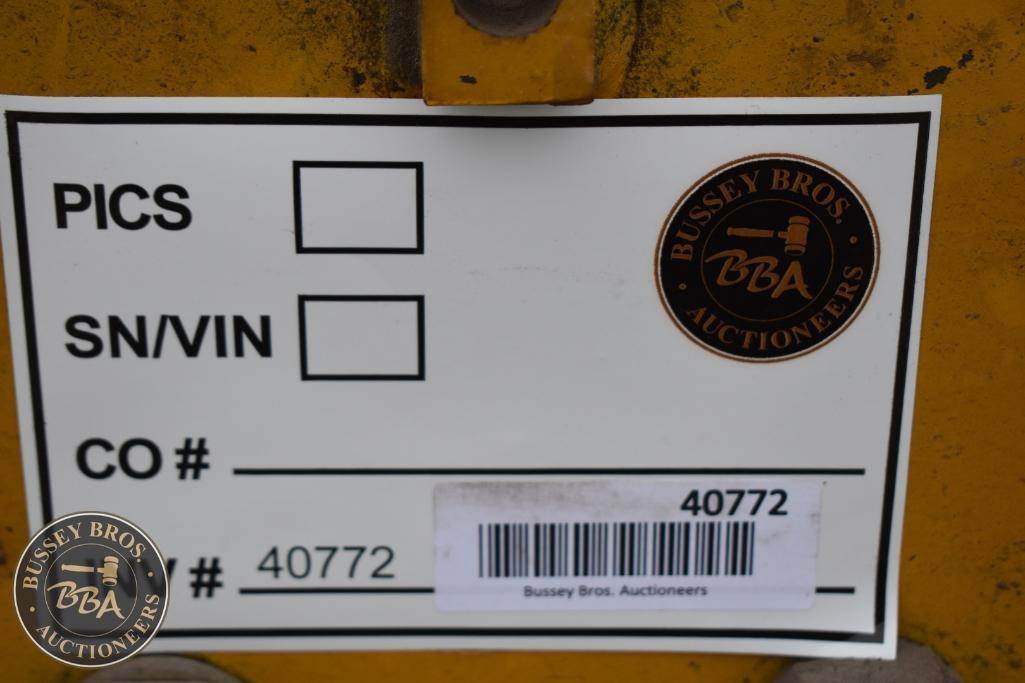 PICS
BUSSEY BROS.
BBA
AUCTIONEERS
SN/VIN
CO #
40772
Bussey Bros. Auctioneers
# 40772
BUSSEY BROS.
BBA
AUCTIONEERS